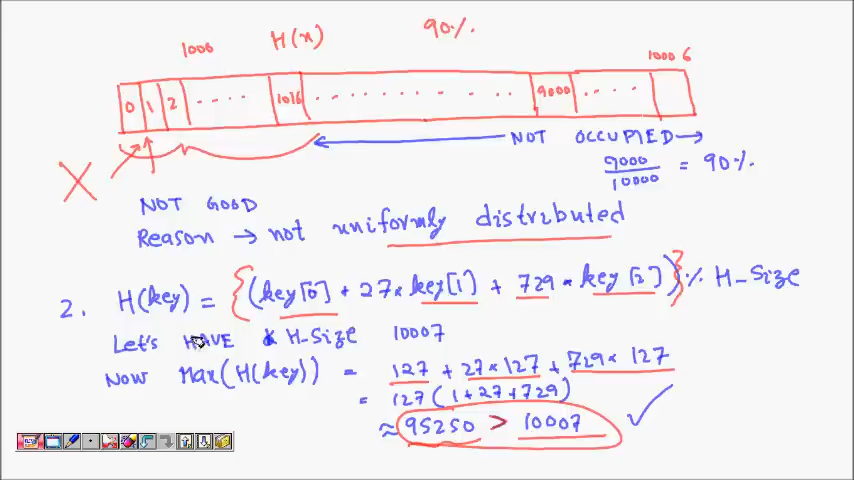 1000 H(x) 90%
1000 6
0 1 2 .... 1016 .......... 9000 ....
NOT OCCUPIED →
9000/10000 = 90%
X
NOT GOOD
Reason → not uniformly distributed
2. H(key) = {(key[0] + 27*key[1] + 729*key[2])} % H-Size
Let's HAVE H-Size 10007
Now Max(H(key)) = 127 + 27*127 + 729*127
= 127(1+27+729)
≈ 95250 > 10007 ✓